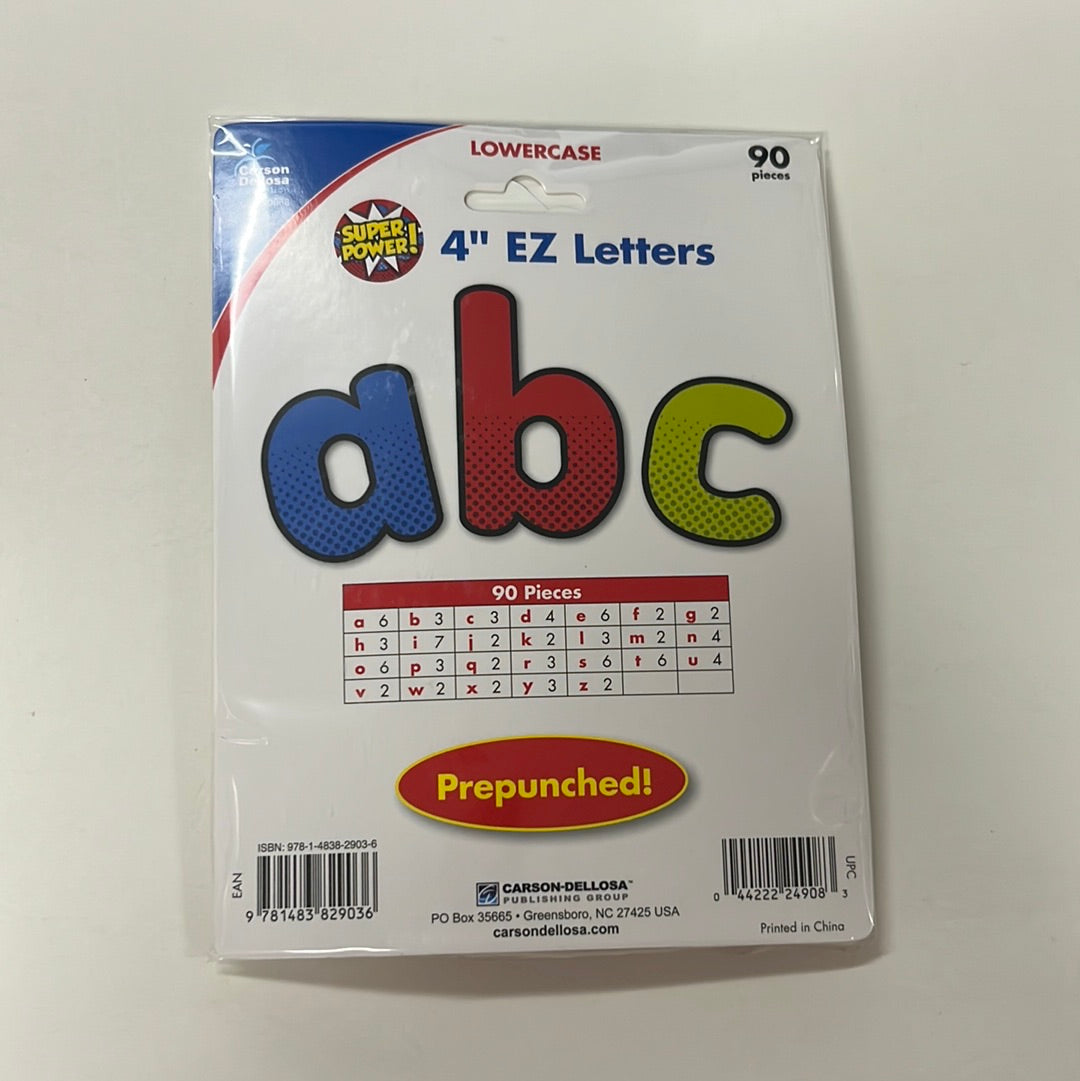 LOWERCASE
90
pieces
Carson
Dellosa
SUPER
POWER!
4" EZ Letters
abc
90 Pieces
a 6 b 3 c 3 d 4 e 6 f 2 g 2
h 3 i 7 j 2 k 2 l 3 m 2 n 4
o 6 p 3 q 2 r 3 s 6 t 6 u 4
v 2 w 2 x 2 y 3 z 2
Prepunched!
ISBN: 978-1-4838-2903-6
EAN
9 781483 829036
CARSON-DELLOSA™
PUBLISHING GROUP
PO Box 35665 • Greensboro, NC 27425 USA
carsondellosa.com
UPC
0 44222 24908 3
Printed in China